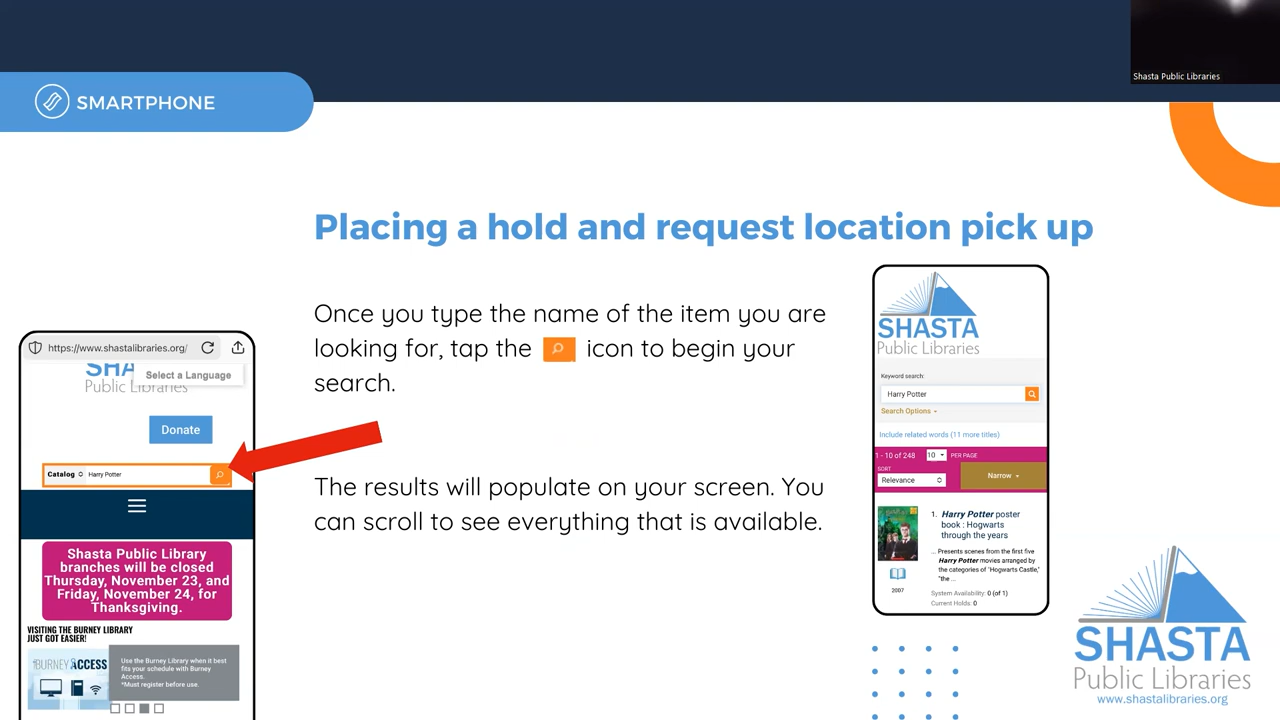 Shasta Public Libraries
SMARTPHONE
Placing a hold and request location pick up
Once you type the name of the item you are
looking for, tap the icon to begin your
search.
The results will populate on your screen. You
can scroll to see everything that is available.
https://www.shastalibraries.org/
SHA
Select a Language
Public Libraries
Donate
Catalog Harry Potter
Shasta Public Library
branches will be closed
Thursday, November 23, and
Friday, November 24, for
Thanksgiving.
VISITING THE BURNEY LIBRARY
JUST GOT EASIER!
BURNEY ACCESS
Use the Burney Library when it best
fits your schedule with Burney
Access.
*Must register before use.
SHASTA
Public Libraries
Keyword search:
Harry Potter
Search Options
Include related words (11 more titles)
1 - 10 of 248 10 PER PAGE
SORT
Relevance
Narrow
1. Harry Potter poster
book : Hogwarts
through the years
... Presents scenes from the first five
Harry Potter movies arranged by
the categories of "Hogwarts Castle,"
"the ...
2007
System Availability: 0 (of 1)
Current Holds: 0
SHASTA
Public Libraries
www.shastalibraries.org